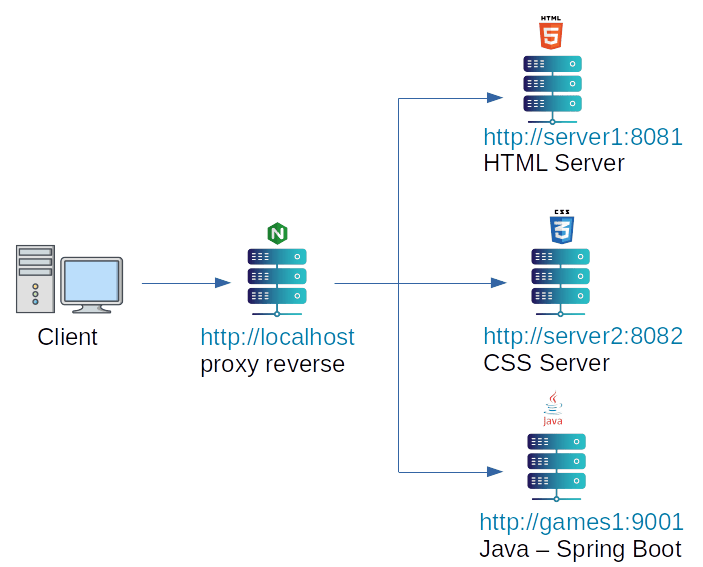 HTML
5
http://server1:8081
HTML Server
CSS
3
http://server2:8082
CSS Server
N
Client
http://localhost
proxy reverse
Java
http://games1:9001
Java – Spring Boot